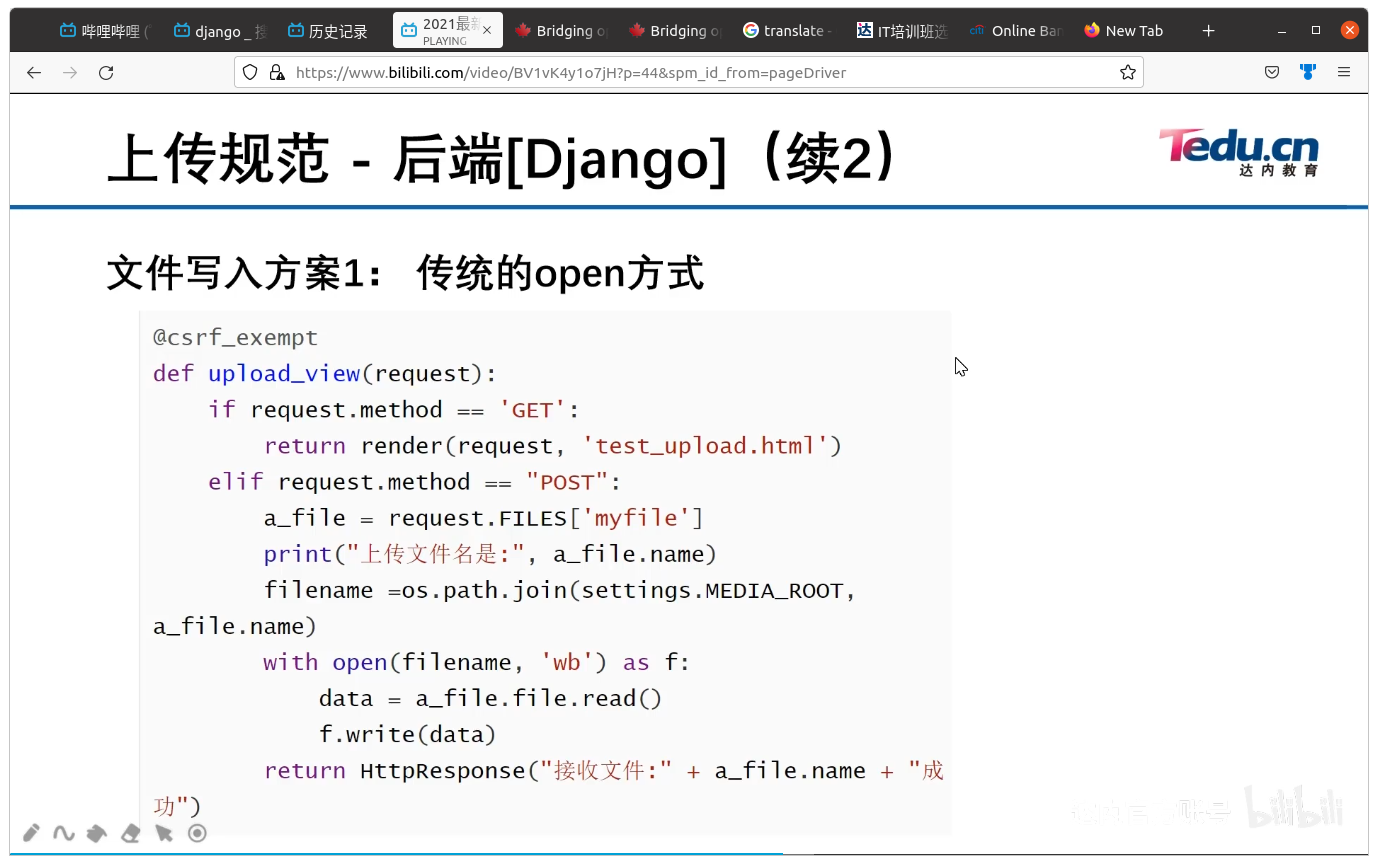 哔哩哔哩 (
django _ 搜
历史记录
2021最新
PLAYING
Bridging o
Bridging o
translate -
IT培训班选
citi Online Ban
New Tab
https://www.bilibili.com/video/BV1vK4y1o7jH?p=44&spm_id_from=pageDriver
上传规范 - 后端[Django]（续2）
Tedu.cn
达内教育
文件写入方案1： 传统的open方式
@csrf_exempt
def upload_view(request):
if request.method == 'GET':
return render(request, 'test_upload.html')
elif request.method == "POST":
a_file = request.FILES['myfile']
print("上传文件名是:", a_file.name)
filename =os.path.join(settings.MEDIA_ROOT,
a_file.name)
with open(filename, 'wb') as f:
data = a_file.file.read()
f.write(data)
return HttpResponse("接收文件:" + a_file.name + "成
功")
bilibili